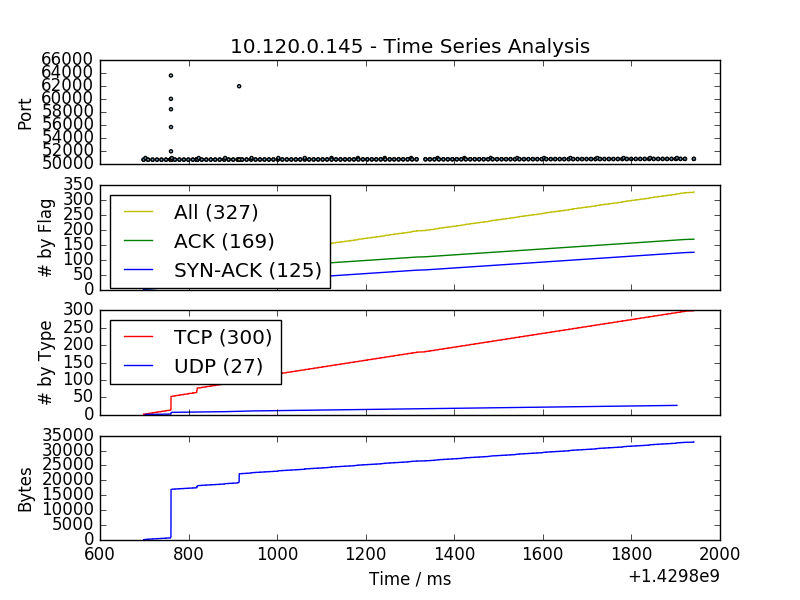 10.120.0.145 - Time Series Analysis
66000
64000
62000
60000
58000
56000
54000
52000
50000
Port
350
300
250
200
150
100
50
0
# by Flag
All (327)
ACK (169)
SYN-ACK (125)
300
250
200
150
100
50
0
# by Type
TCP (300)
UDP (27)
35000
30000
25000
20000
15000
10000
5000
0
Bytes
600 800 1000 1200 1400 1600 1800 2000
Time / ms
+1.4298e9